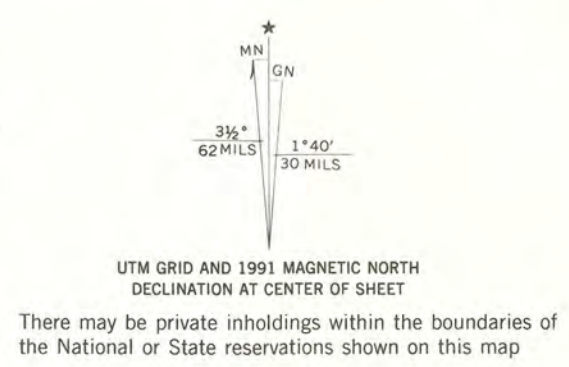 ★
MN
GN
3½°
62 MILS
1°40′
30 MILS
UTM GRID AND 1991 MAGNETIC NORTH
DECLINATION AT CENTER OF SHEET
There may be private inholdings within the boundaries of
the National or State reservations shown on this map